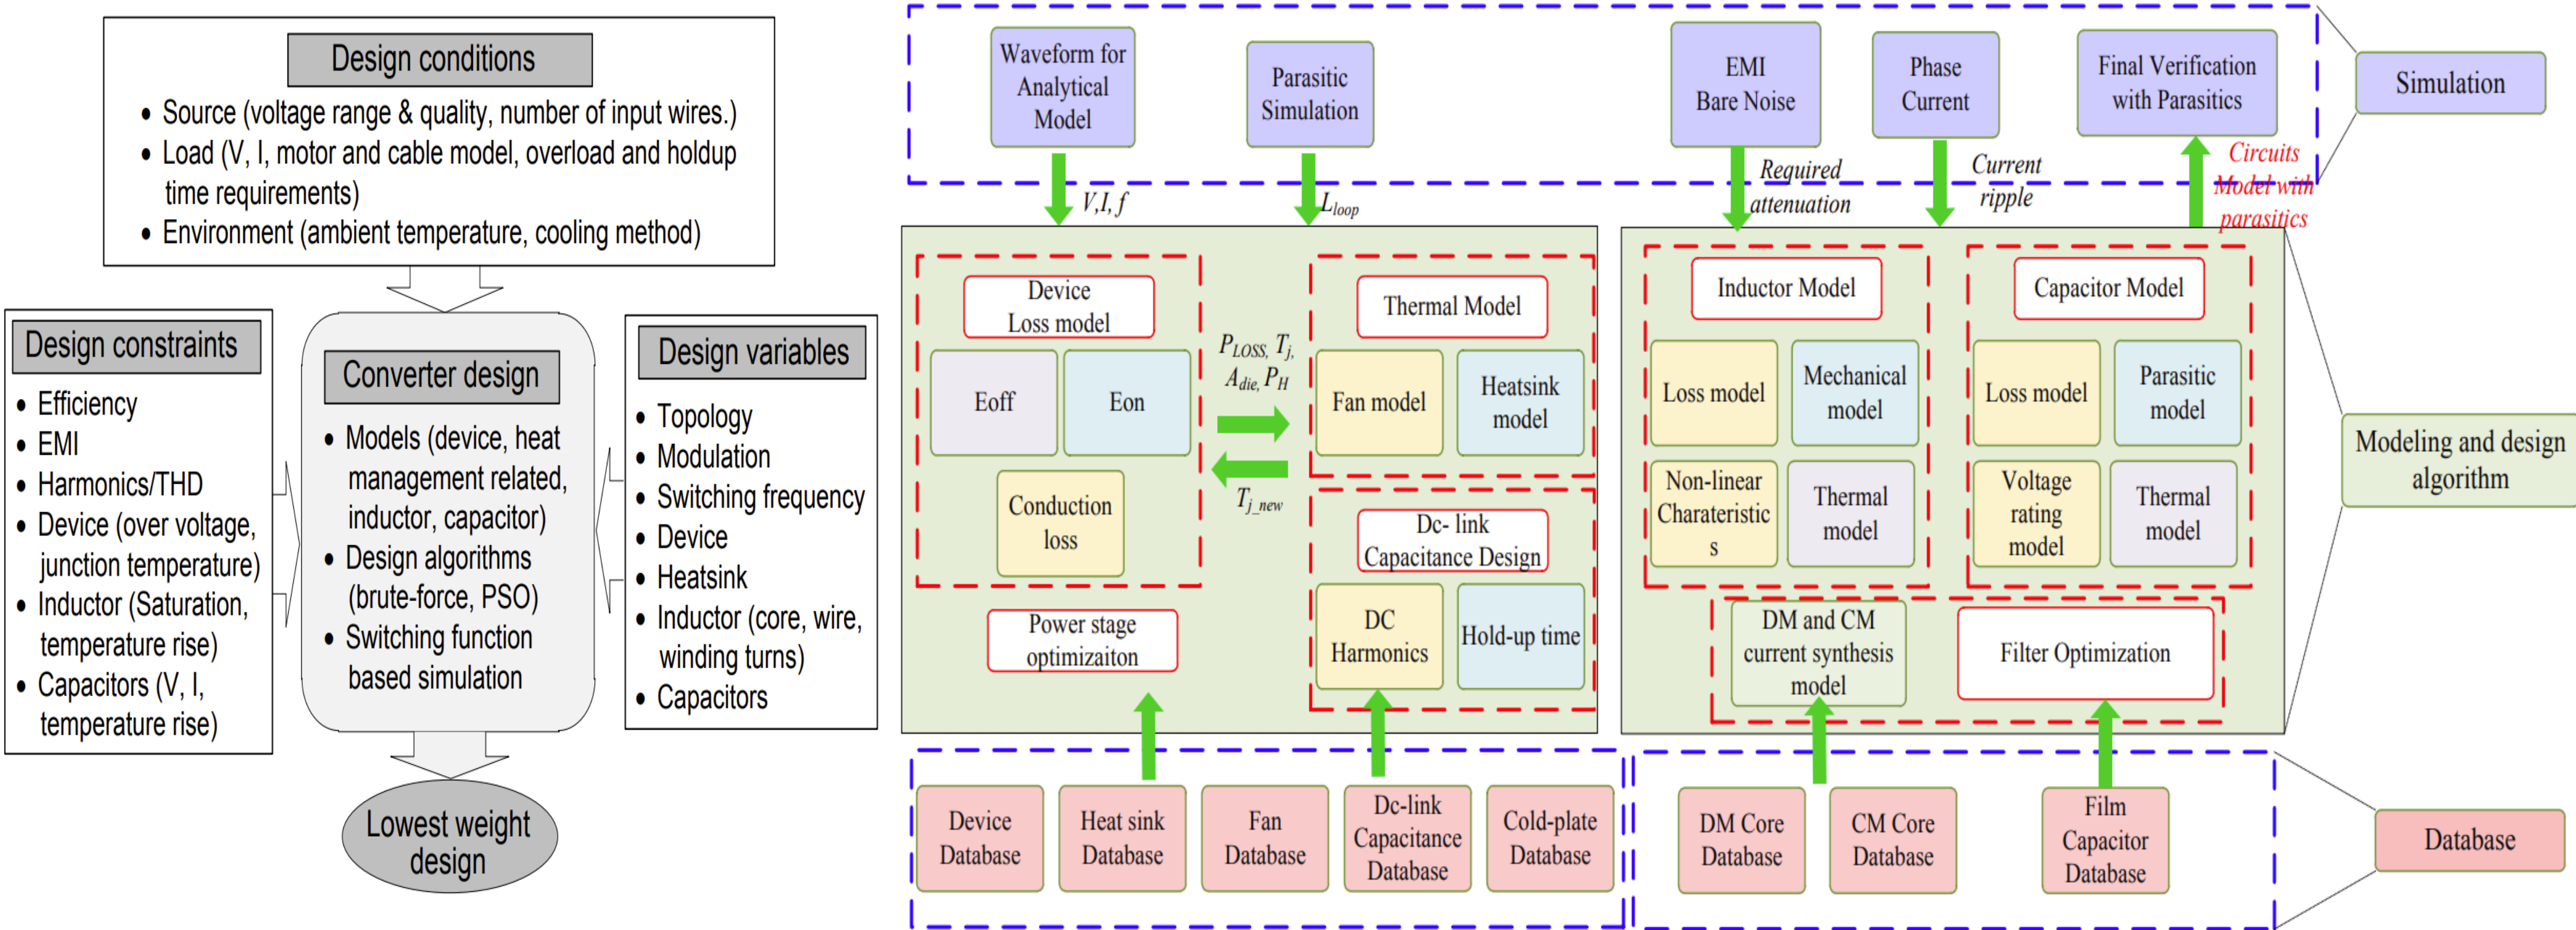 Design conditions
• Source (voltage range & quality, number of input wires.)
• Load (V, I, motor and cable model, overload and holdup
time requirements)
• Environment (ambient temperature, cooling method)
Design constraints
• Efficiency
• EMI
• Harmonics/THD
• Device (over voltage,
junction temperature)
• Inductor (Saturation,
temperature rise)
• Capacitors (V, I,
temperature rise)
Converter design
• Models (device, heat
management related,
inductor, capacitor)
• Design algorithms
(brute-force, PSO)
• Switching function
based simulation
Design variables
• Topology
• Modulation
• Switching frequency
• Device
• Heatsink
• Inductor (core, wire,
winding turns)
• Capacitors
Lowest weight
design
Waveform for
Analytical
Model
Parasitic
Simulation
EMI
Bare Noise
Phase
Current
Final Verification
with Parasitics
Simulation
V,I, f
L_loop
Required
attenuation
Current
ripple
Circuits
Model with
parasitics
Device
Loss model
Eoff
Eon
Conduction
loss
Power stage
optimizaiton
P_LOSS, T_j,
A_die, P_H
T_j_new
Thermal Model
Fan model
Heatsink
model
Dc- link
Capacitance Design
DC
Harmonics
Hold-up time
Inductor Model
Loss model
Mechanical
model
Non-linear
Charateristic
s
Thermal
model
Capacitor Model
Loss model
Parasitic
model
Voltage
rating
model
Thermal
model
DM and CM
current synthesis
model
Filter Optimization
Modeling and design
algorithm
Device
Database
Heat sink
Database
Fan
Database
Dc-link
Capacitance
Database
Cold-plate
Database
DM Core
Database
CM Core
Database
Film
Capacitor
Database
Database